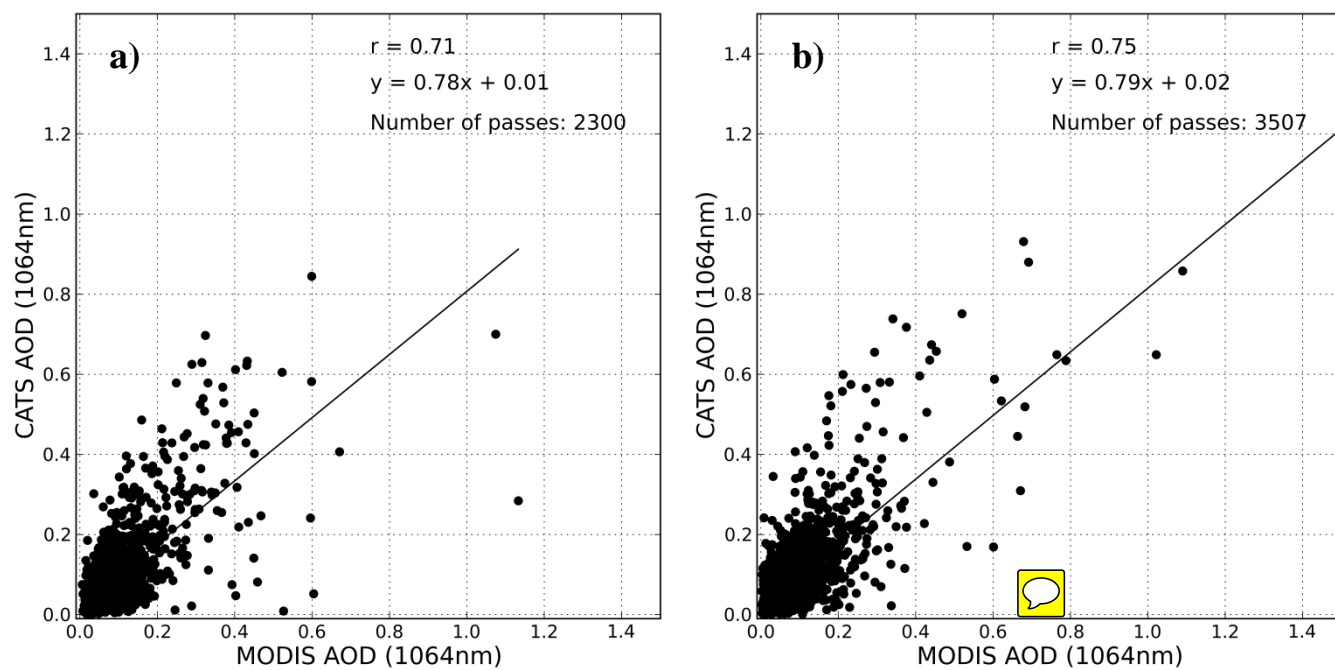 a)
r = 0.71
y = 0.78x + 0.01
Number of passes: 2300
1.4
1.2
1.0
0.8
0.6
0.4
0.2
0.0
CATS AOD (1064nm)
0.0 0.2 0.4 0.6 0.8 1.0 1.2 1.4
MODIS AOD (1064nm)
b)
r = 0.75
y = 0.79x + 0.02
Number of passes: 3507
1.4
1.2
1.0
0.8
0.6
0.4
0.2
0.0
CATS AOD (1064nm)
0.0 0.2 0.4 0.6 0.8 1.0 1.2 1.4
MODIS AOD (1064nm)